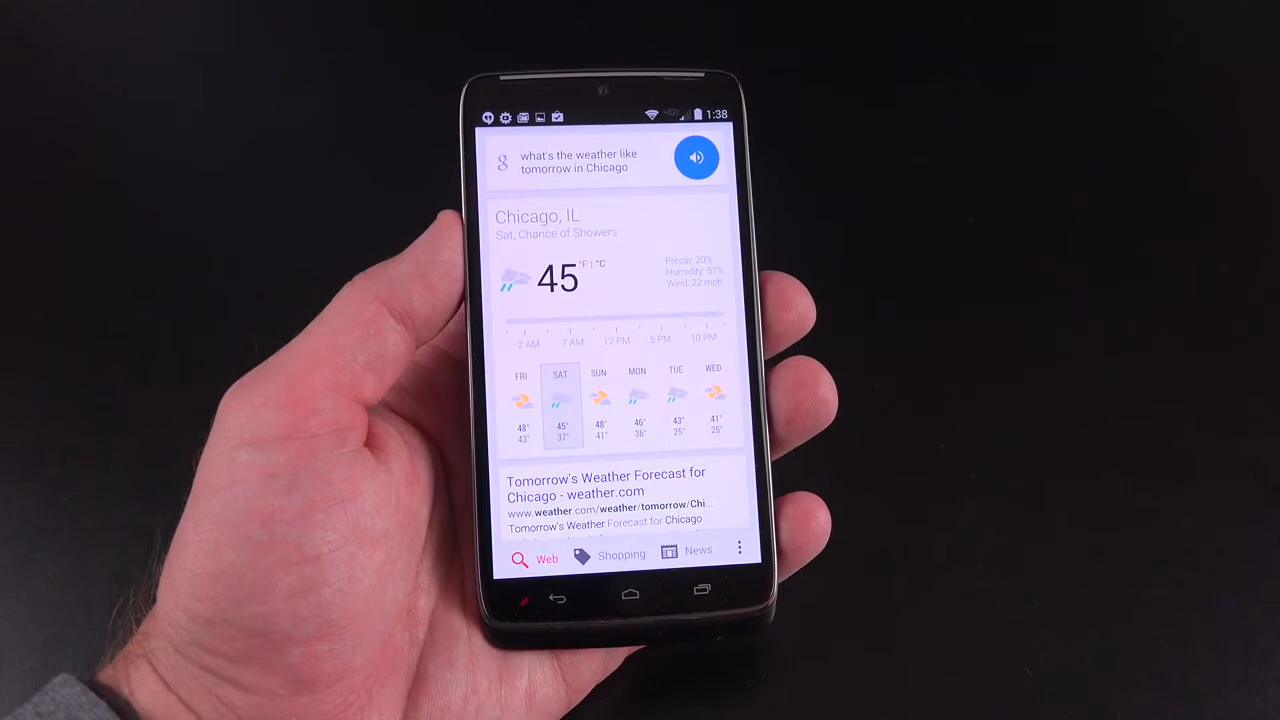 1:38
what's the weather like
tomorrow in Chicago
Chicago, IL
Sat, Chance of Showers
45 °F | °C
Precip: 20%
Humidity: 57%
Wind: 22 mph
2 AM 7 AM 12 PM 5 PM 10 PM
FRI SAT SUN MON TUE WED
48° 45° 48° 46° 43° 41°
43° 37° 41° 36° 25° 25°
Tomorrow's Weather Forecast for
Chicago - weather.com
www.weather.com/weather/tomorrow/Chi...
Tomorrow's Weather Forecast for Chicago
Web Shopping News